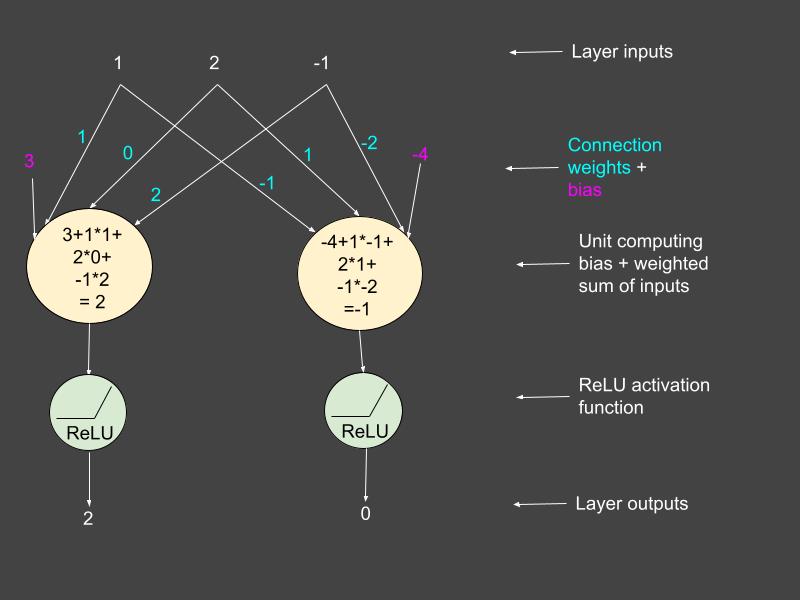 1
2
-1
Layer inputs
1
0
2
-1
1
-2
3
-4
Connection
weights +
bias
3+1*1+
2*0+
-1*2
= 2
-4+1*-1+
2*1+
-1*-2
=-1
Unit computing
bias + weighted
sum of inputs
ReLU
ReLU
ReLU activation
function
2
0
Layer outputs